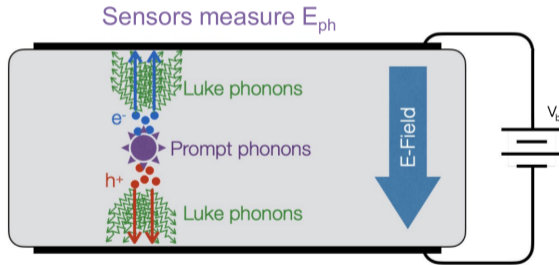 Sensors measure Eph
Luke phonons
e-
Prompt phonons
h+
Luke phonons
E-Field
Vb